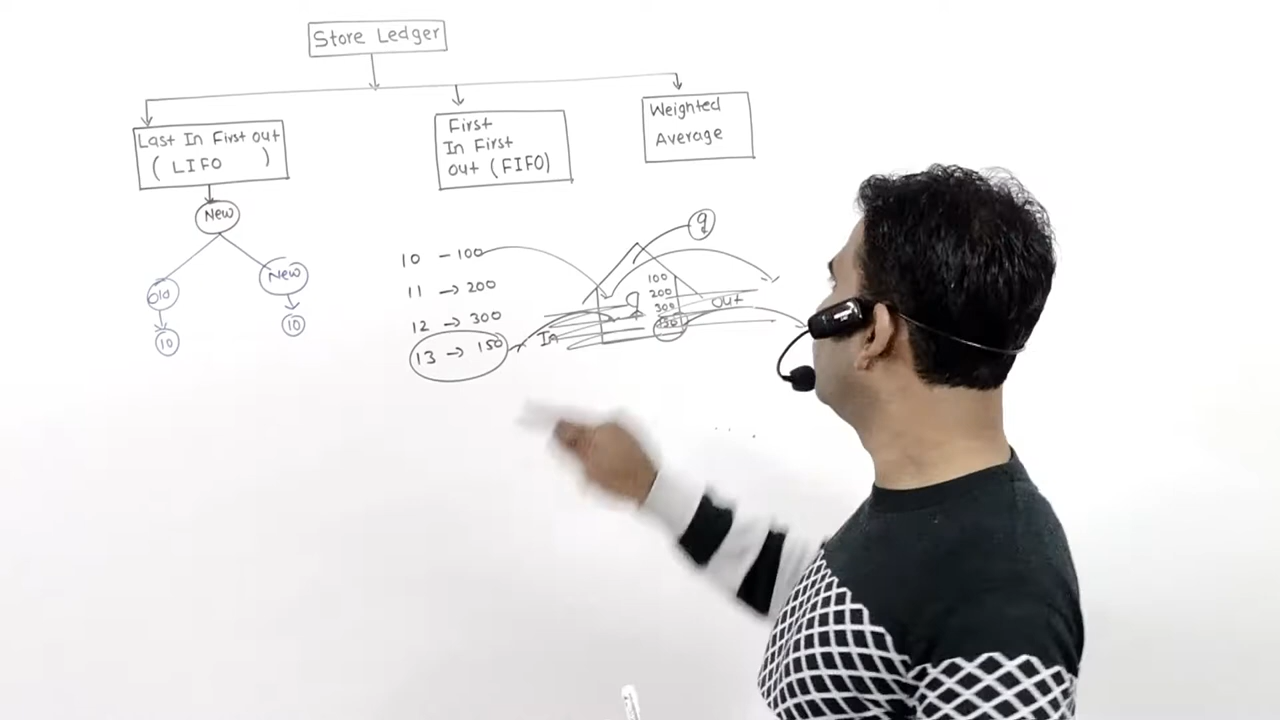 Store Ledger
Last In First out
( LIFO )
First
In First
out (FIFO)
Weighted
Average
New
New
10
10
10 - 100
11 → 200
12 → 300
13 → 150
9
100
200
300
150
In
out